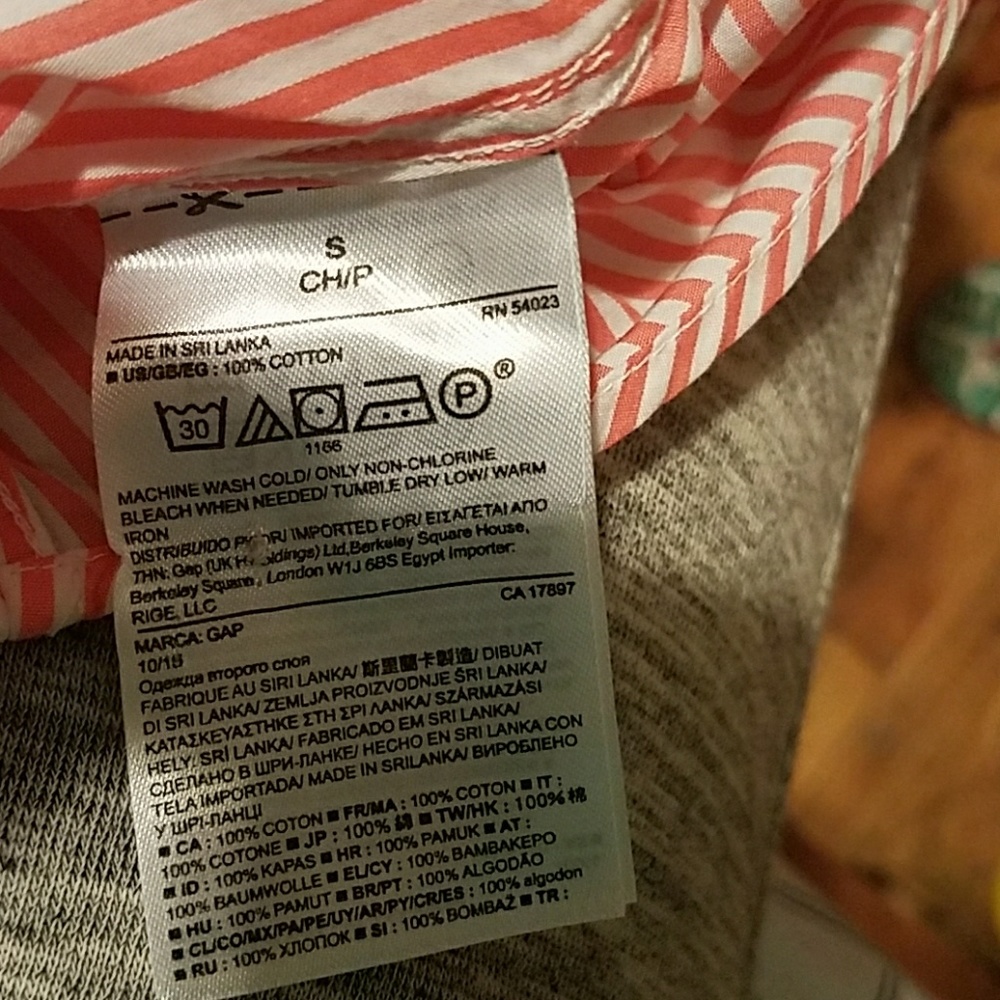 S
CH/P
RN 54023
MADE IN SRI LANKA
■ US/GB/EG : 100% COTTON
30
P®
1166
MACHINE WASH COLD/ ONLY NON-CHLORINE
BLEACH WHEN NEEDED/ TUMBLE DRY LOW/ WARM
IRON
DISTRIBUIDO IMPORTED FOR/ ΕΙΣΑΓΕΤΑΙ ΑΠΟ
ΤΗΝ: Gap (UK Ltd,Berkeley Square House,
Berkeley Square, London W1J 6BS Egypt Importer:
RIGE, LLC
CA 17897
MARCA: GAP
10/15
Одежда второго слоя
FABRIQUE AU SIRI LANKA/ 斯里蘭卡製造/ DIBUAT
DI SRI LANKA/ ZEMLJA PROIZVODNJE ŠRI LANKA/
ΚΑΤΑΣΚΕΥΑΣΤΗΚΕ ΣΤΗ ΣΡΙ ΛΑΝΚΑ/ SZÁRMAZÁSI
HELY: SRÍ LANKA/ FABRICADO EM SRI LANKA/
СДЕЛАНО В ШРИ-ЛАНКЕ/ HECHO EN SRI LANKA CON
TELA IMPORTADA/ MADE IN SRILANKA/ ВИРОБЛЕНО
У ШРІ-ЛАНЦІ
■ CA : 100% COTON ■ FR/MA : 100% COTON ■ IT :
100% COTONE ■ JP : 100% 綿 ■ TW/HK : 100% 棉
■ ID : 100% KAPAS ■ HR : 100% PAMUK ■ AT :
100% BAUMWOLLE ■ EL/CY : 100% ΒΑΜΒΑΚΕΡΟ
■ HU : 100% PAMUT ■ BR/PT : 100% ALGODÃO
■ CL/CO/MX/PA/PE/UY/AR/PY/CR/ES : 100% algodon
■ RU : 100% ХЛОПОК ■ SI : 100% BOMBAŽ ■ TR :